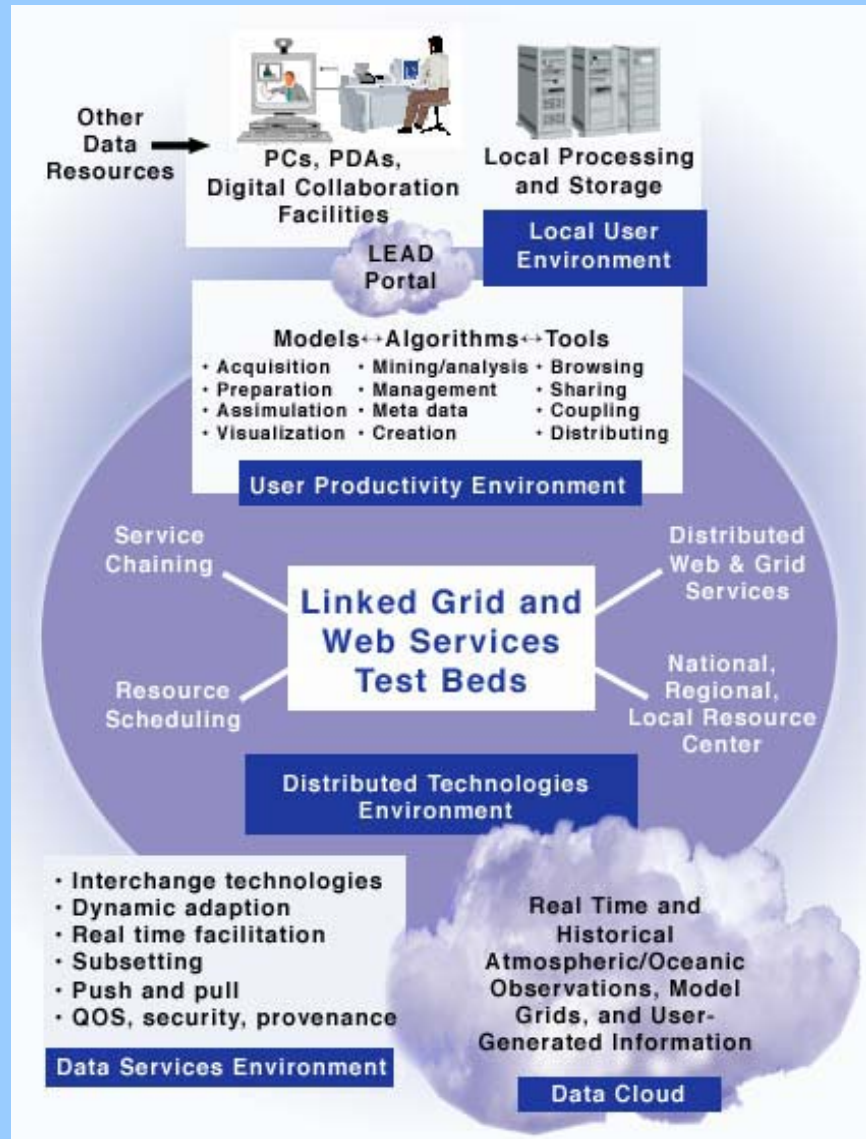 Other
Data
Resources
PCs, PDAs,
Digital Collaboration
Facilities
Local Processing
and Storage
Local User
Environment
LEAD
Portal
Models↔Algorithms↔Tools
· Acquisition
· Preparation
· Assimulation
· Visualization
· Mining/analysis
· Management
· Meta data
· Creation
· Browsing
· Sharing
· Coupling
· Distributing
User Productivity Environment
Service
Chaining
Distributed
Web & Grid
Services
Linked Grid and
Web Services
Test Beds
Resource
Scheduling
National,
Regional,
Local Resource
Center
Distributed Technologies
Environment
· Interchange technologies
· Dynamic adaption
· Real time facilitation
· Subsetting
· Push and pull
· QOS, security, provenance
Data Services Environment
Real Time and
Historical
Atmospheric/Oceanic
Observations, Model
Grids, and User-
Generated Information
Data Cloud